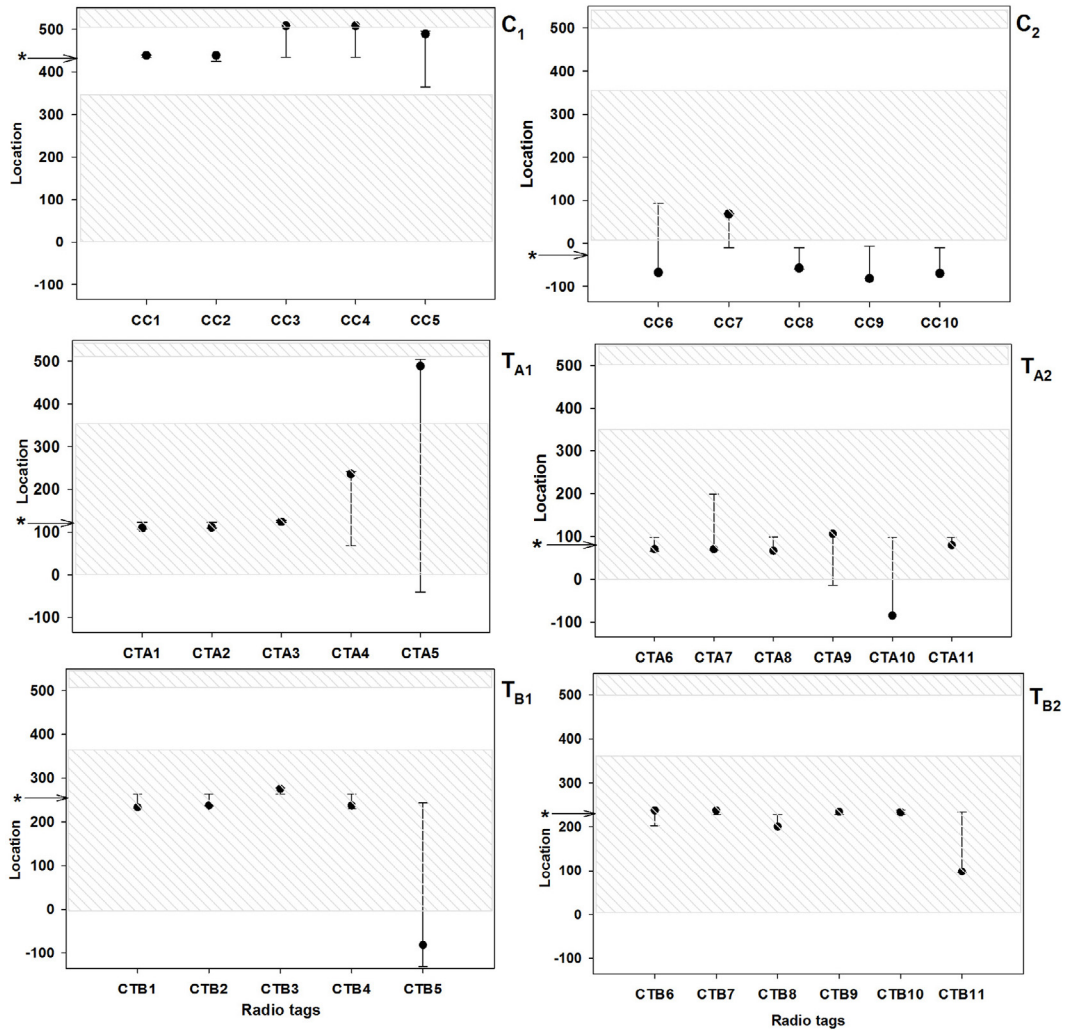 C1
500
400
300
200
100
0
-100
Location
*
CC1 CC2 CC3 CC4 CC5
C2
500
400
300
200
100
0
-100
Location
*
CC6 CC7 CC8 CC9 CC10
TA1
500
400
300
200
100
0
-100
Location
*
CTA1 CTA2 CTA3 CTA4 CTA5
TA2
500
400
300
200
100
0
-100
Location
*
CTA6 CTA7 CTA8 CTA9 CTA10 CTA11
TB1
500
400
300
200
100
0
-100
Location
*
CTB1 CTB2 CTB3 CTB4 CTB5
Radio tags
TB2
500
400
300
200
100
0
-100
Location
*
CTB6 CTB7 CTB8 CTB9 CTB10 CTB11
Radio tags